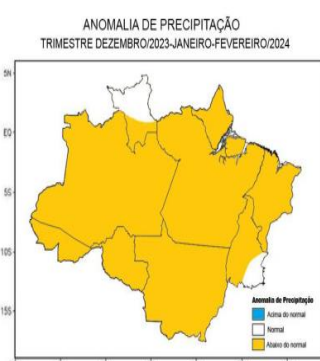 ANOMALIA DE PRECIPITAÇÃO
TRIMESTRE DEZEMBRO/2023-JANEIRO-FEVEREIRO/2024
5N
EQ
5S
10S
15S
Anomalia de Precipitação
Acima do normal
Normal
Abaixo do normal